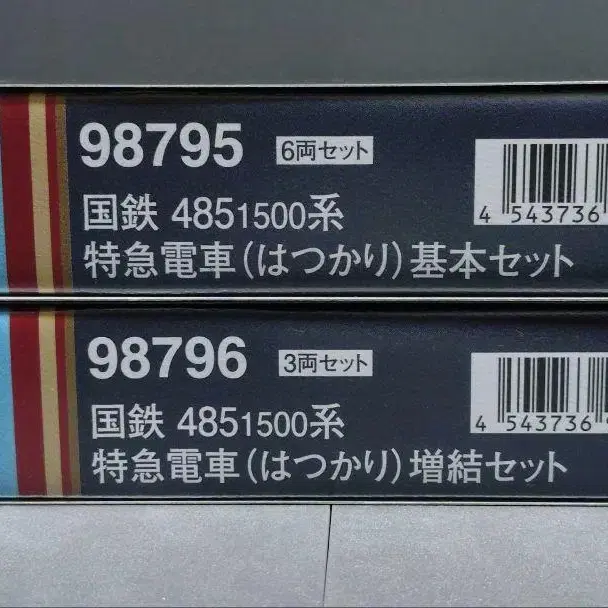 98795 6両セット
国鉄 4851500系
特急電車(はつかり)基本セット
4 543736
98796 3両セット
国鉄 4851500系
特急電車(はつかり)増結セット
4 543736